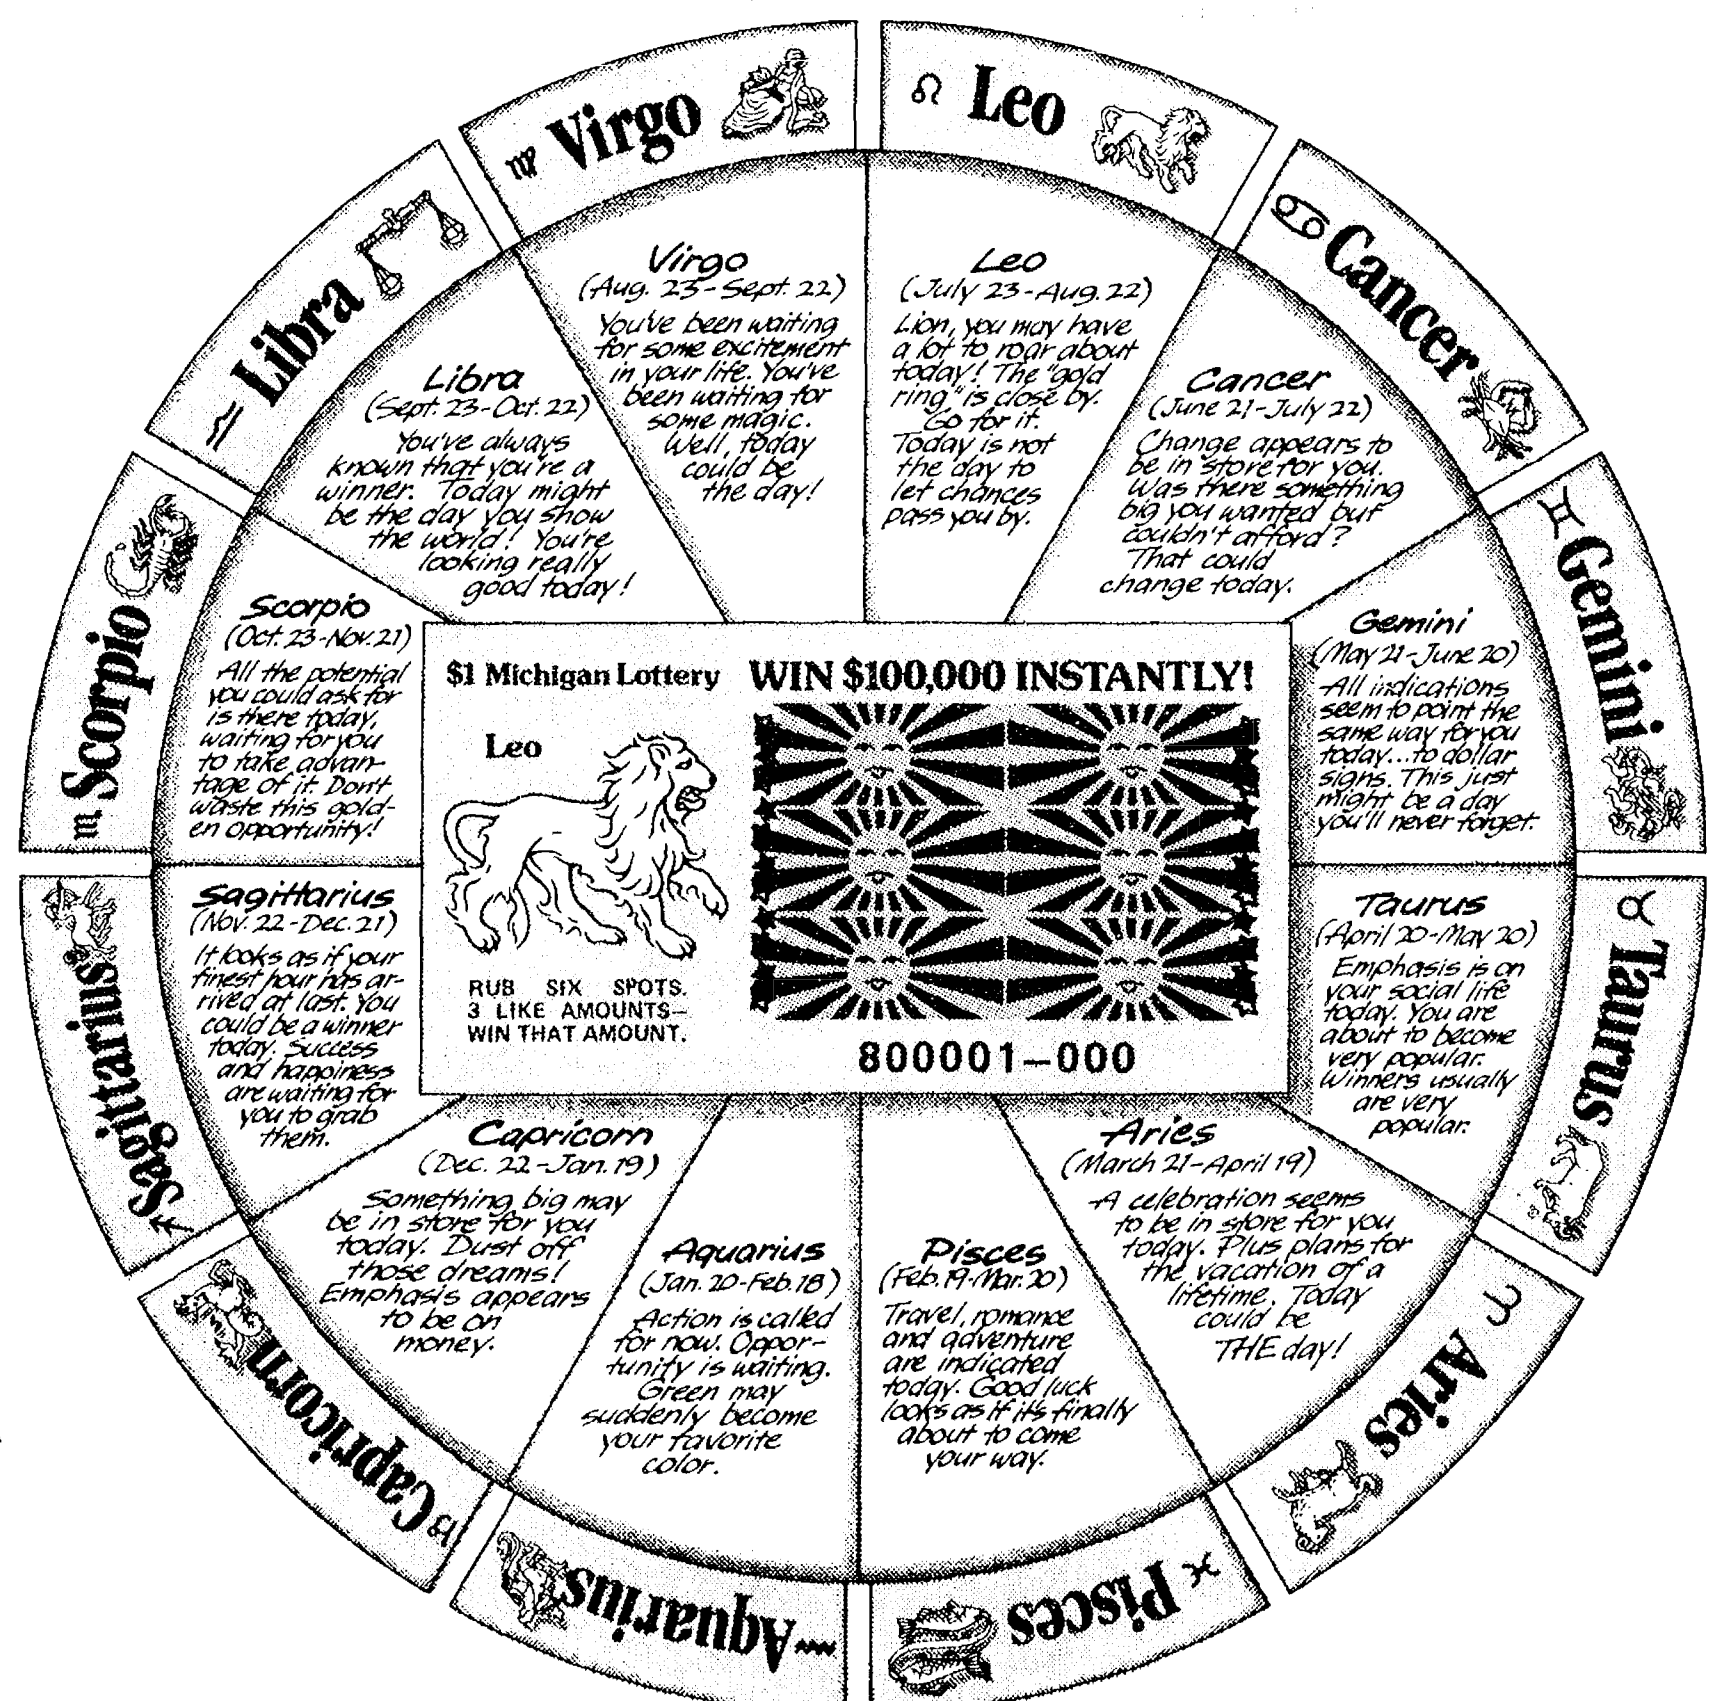 ♍ Virgo
♌ Leo
♋ Cancer
♊ Gemini
♉ Taurus
♈ Aries
♓ Pisces
♒ Aquarius
♑ Capricorn
♐ Sagittarius
♏ Scorpio
♎ Libra
Virgo
(Aug. 23-Sept. 22)
You've been waiting
for some excitement
in your life. You've
been waiting for
some magic.
Well, today
could be
the day!
Leo
(July 23-Aug. 22)
Lion, you may have
a lot to roar about
today! The "gold
ring" is close by.
Go for it.
Today is not
the day to
let chances
pass you by.
Cancer
(June 21-July 22)
Change appears to
be in store for you.
Was there something
big you wanted but
couldn't afford?
That could
change today.
Gemini
(May 21-June 20)
All indications
seem to point the
same way for you
today...to dollar
signs. This just
might be a day
you'll never forget.
Taurus
(April 20-May 20)
Emphasis is on
your social life
today. You are
about to become
very popular.
Winners usually
are very
popular.
Aries
(March 21-April 19)
A celebration seems
to be in store for you
today. Plus plans for
the vacation of a
lifetime. Today
could be
THE day!
Pisces
(Feb. 19-Mar. 20)
Travel, romance
and adventure
are indicated
today. Good luck
looks as if it's finally
about to come
your way.
Aquarius
(Jan. 20-Feb. 18)
Action is called
for now. Oppor-
tunity is waiting.
Green may
suddenly become
your favorite
color.
Capricorn
(Dec. 22-Jan. 19)
Something big may
be in store for you
today. Dust off
those dreams!
Emphasis appears
to be on
money.
Sagittarius
(Nov. 22-Dec. 21)
It looks as if your
finest hour has ar-
rived at last. You
could be a winner
today. Success
and happiness
are waiting for
you to grab
them.
Scorpio
(Oct. 23-Nov. 21)
All the potential
you could ask for
is there today,
waiting for you
to take advan-
tage of it. Don't
waste this gold-
en opportunity!
Libra
(Sept. 23-Oct. 22)
You've always
known that you're a
winner. Today might
be the day you show
the world! You're
looking really
good today!
$1 Michigan Lottery WIN $100,000 INSTANTLY!
Leo
RUB SIX SPOTS.
3 LIKE AMOUNTS—
WIN THAT AMOUNT.
800001-000